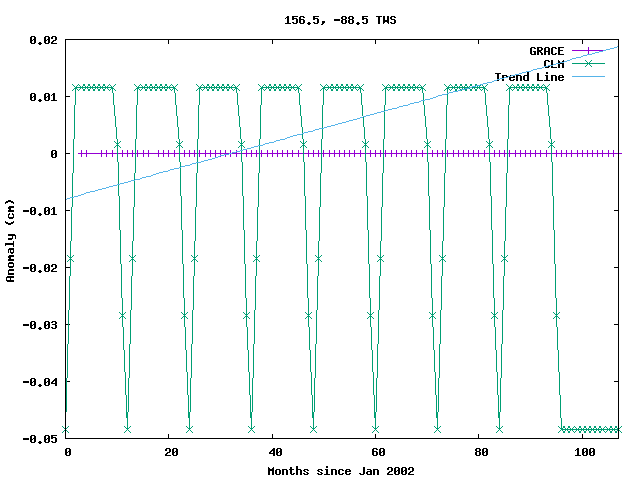 156.5, -88.5 TWS
GRACE
CLM
Trend Line
0.02
0.01
0
-0.01
-0.02
-0.03
-0.04
-0.05
Anomaly (cm)
0 20 40 60 80 100
Months since Jan 2002